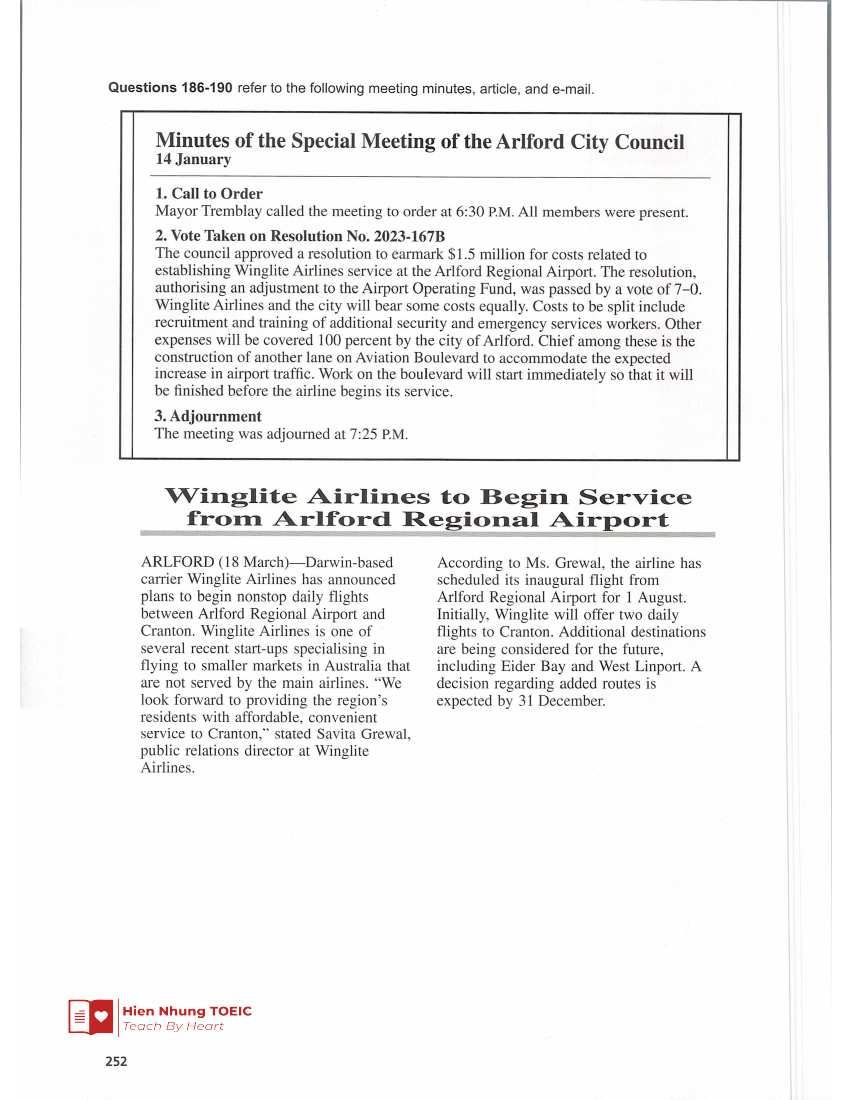 Questions 186-190 refer to the following meeting minutes, article, and e-mail.
Minutes of the Special Meeting of the Arlford City Council
14 January
1. Call to Order
Mayor Tremblay called the meeting to order at 6:30 P.M. All members were present.
2. Vote Taken on Resolution No. 2023-167B
The council approved a resolution to earmark $1.5 million for costs related to
establishing Winglite Airlines service at the Arlford Regional Airport. The resolution,
authorising an adjustment to the Airport Operating Fund, was passed by a vote of 7–0.
Winglite Airlines and the city will bear some costs equally. Costs to be split include
recruitment and training of additional security and emergency services workers. Other
expenses will be covered 100 percent by the city of Arlford. Chief among these is the
construction of another lane on Aviation Boulevard to accommodate the expected
increase in airport traffic. Work on the boulevard will start immediately so that it will
be finished before the airline begins its service.
3. Adjournment
The meeting was adjourned at 7:25 P.M.
Winglite Airlines to Begin Service
from Arlford Regional Airport
ARLFORD (18 March)—Darwin-based
carrier Winglite Airlines has announced
plans to begin nonstop daily flights
between Arlford Regional Airport and
Cranton. Winglite Airlines is one of
several recent start-ups specialising in
flying to smaller markets in Australia that
are not served by the main airlines. “We
look forward to providing the region’s
residents with affordable, convenient
service to Cranton,” stated Savita Grewal,
public relations director at Winglite
Airlines.
According to Ms. Grewal, the airline has
scheduled its inaugural flight from
Arlford Regional Airport for 1 August.
Initially, Winglite will offer two daily
flights to Cranton. Additional destinations
are being considered for the future,
including Eider Bay and West Linport. A
decision regarding added routes is
expected by 31 December.
Hien Nhung TOEIC
Teach By Heart
252